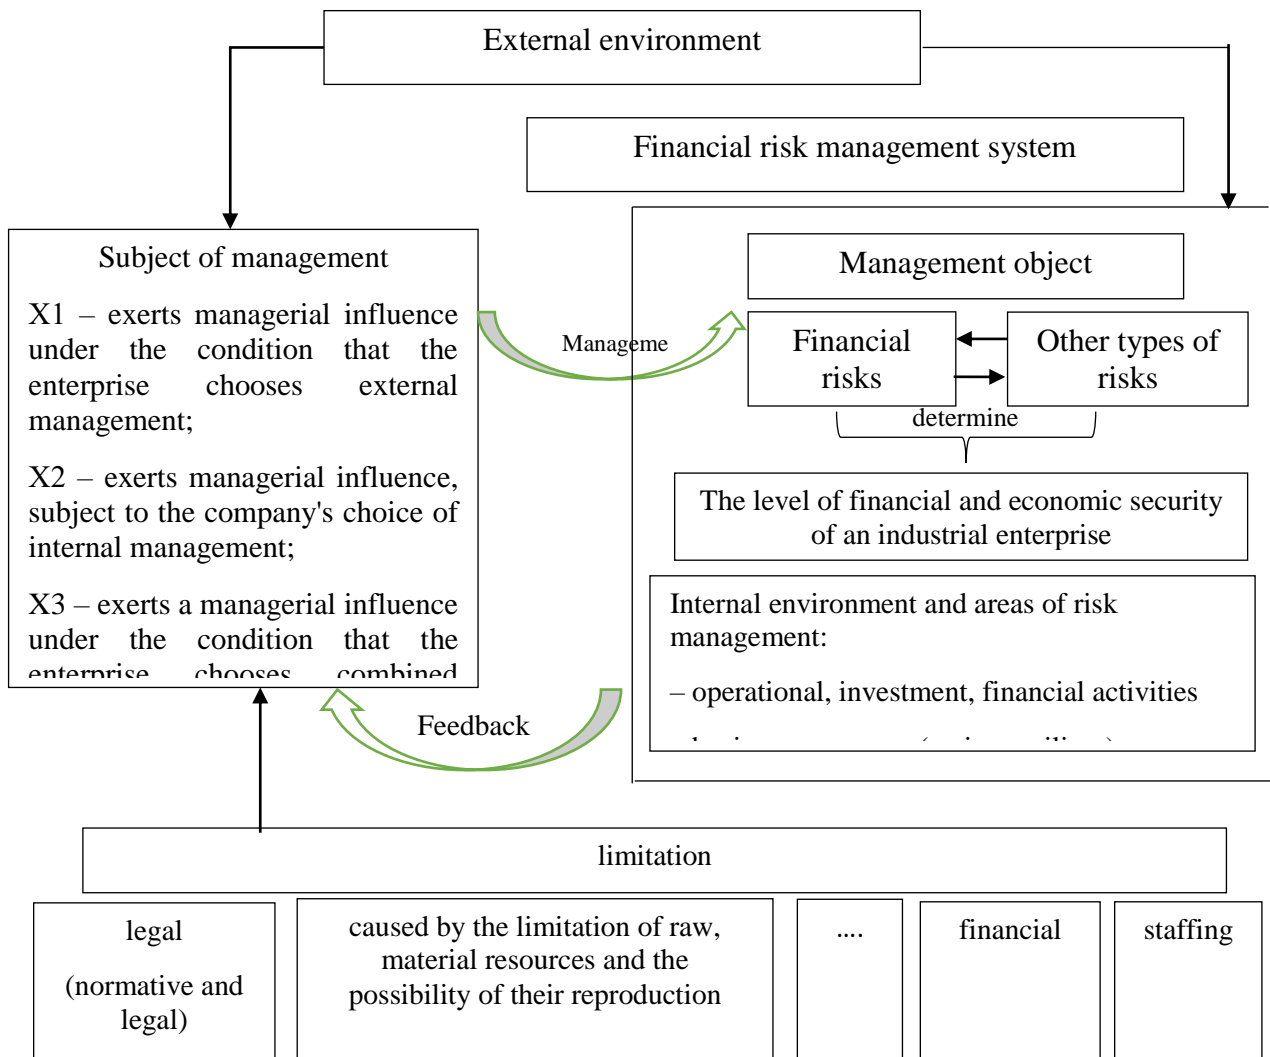 External environment
Financial risk management system
Subject of management
X1 – exerts managerial influence
under the condition that the
enterprise chooses external
management;
X2 – exerts managerial influence,
subject to the company's choice of
internal management;
X3 – exerts a managerial influence
under the condition that the
enterprise chooses combined
Manageme
Management object
Financial
risks
Other types of
risks
determine
The level of financial and economic security
of an industrial enterprise
Internal environment and areas of risk
management:
– operational, investment, financial activities
Feedback
limitation
legal
(normative and
legal)
caused by the limitation of raw,
material resources and the
possibility of their reproduction
....
financial
staffing